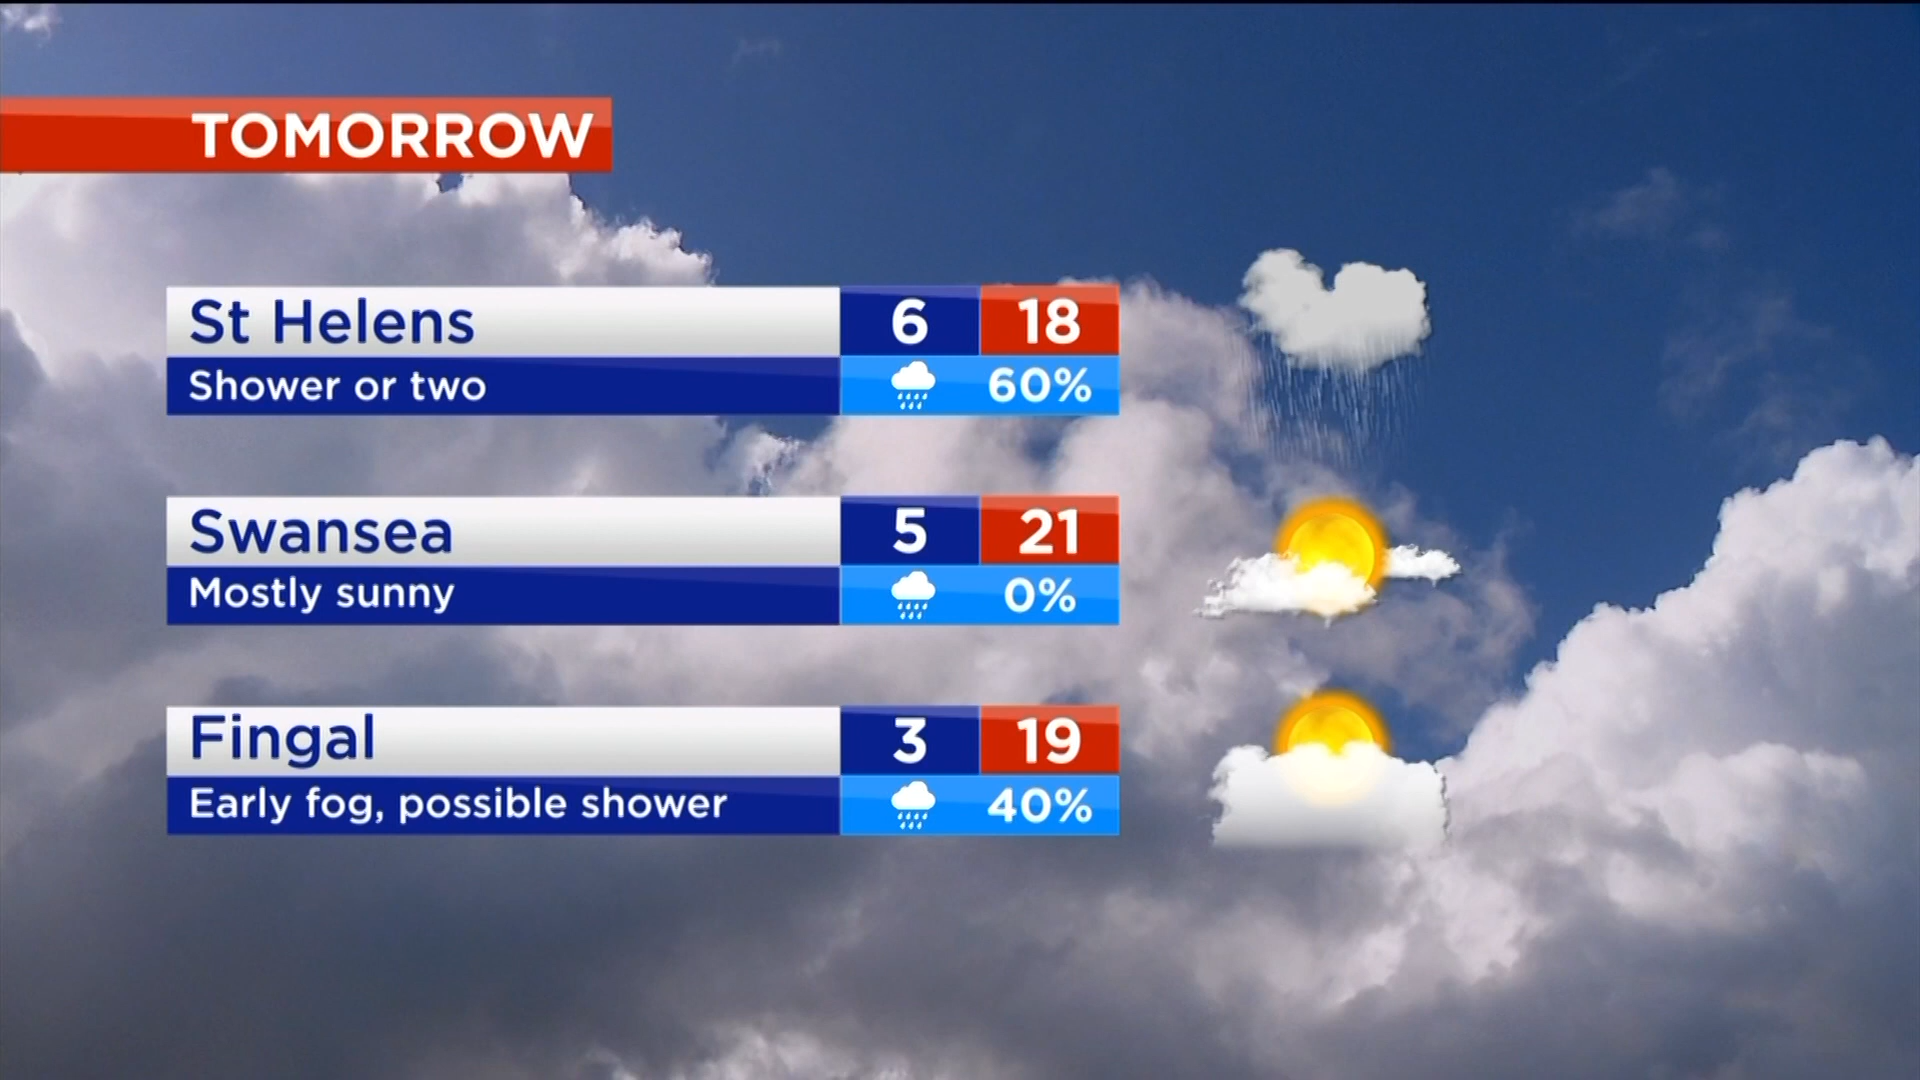 TOMORROW
St Helens 6 18
Shower or two 60%
Swansea 5 21
Mostly sunny 0%
Fingal 3 19
Early fog, possible shower 40%